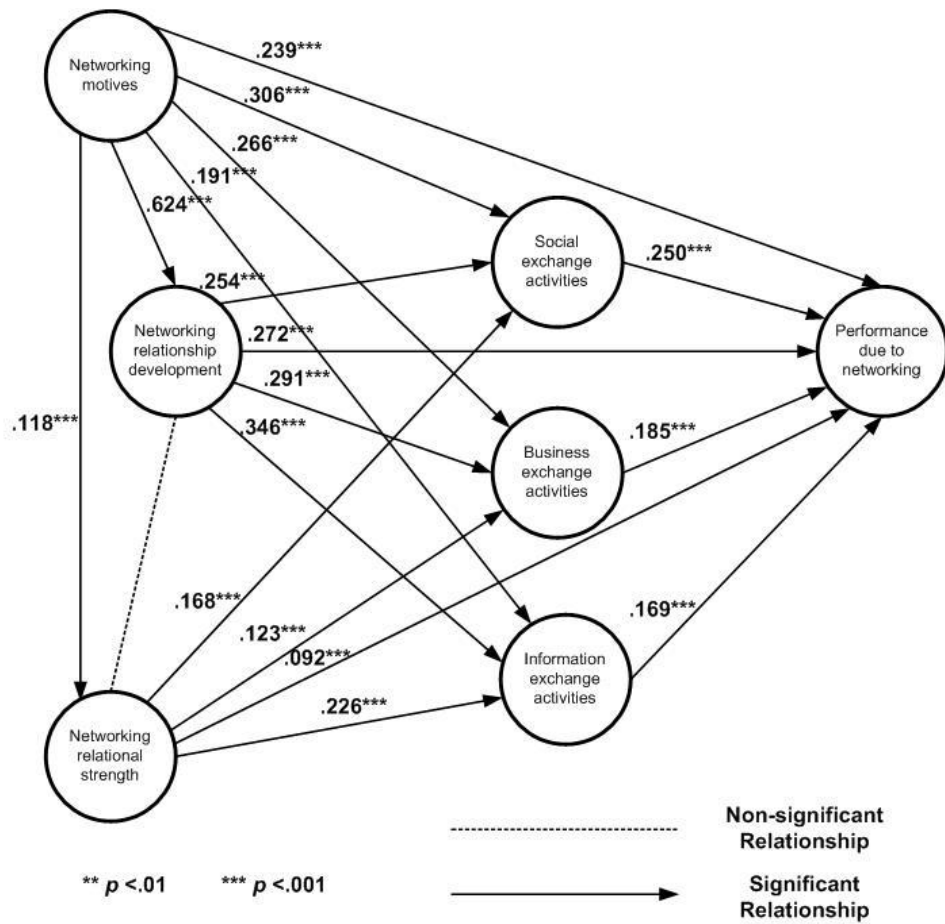 .239***
Networking
motives
.306***
.266***
.191***
.624***
Social
exchange
activities
.250***
.254***
Networking
relationship
development
.272***
Performance
due to
networking
.291***
.118***
.346***
.185***
Business
exchange
activities
.168***
.169***
.123***
.092***
Information
exchange
activities
.226***
Networking
relational
strength
Non-significant
Relationship
** p <.01
*** p <.001
Significant
Relationship